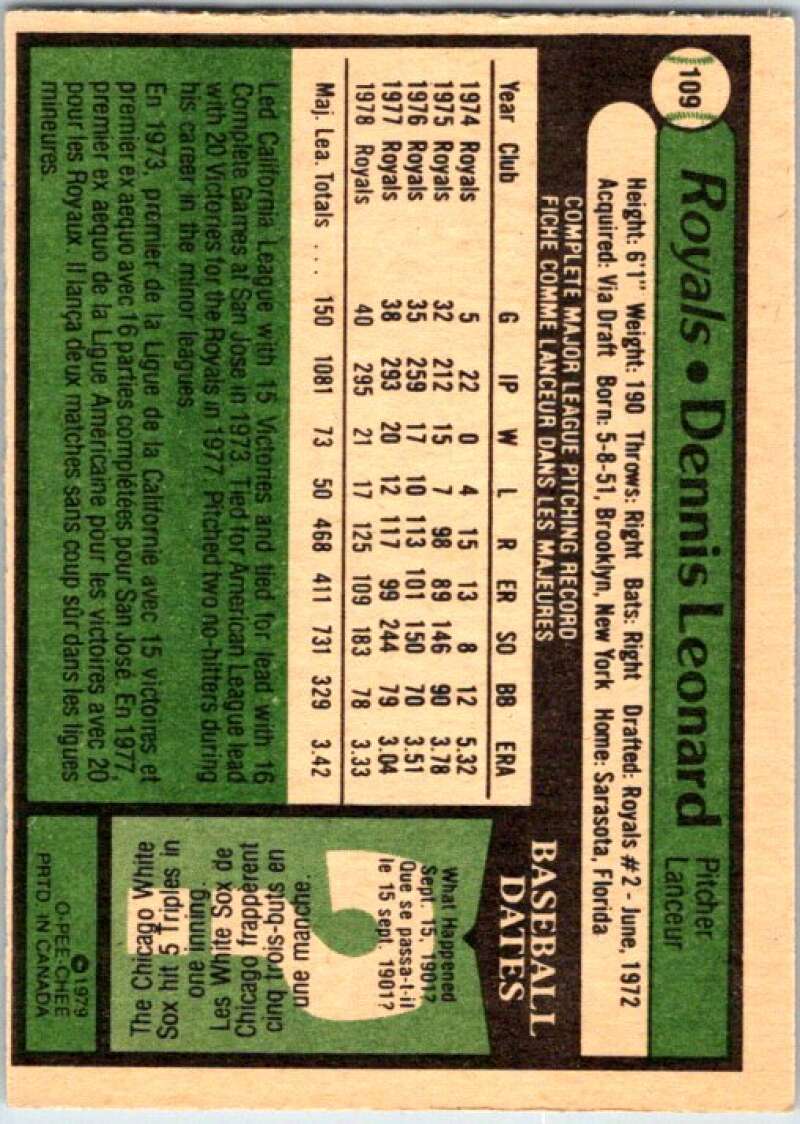 109
Royals • Dennis Leonard
Pitcher
Lanceur
Height: 6'1" Weight: 190 Throws: Right Bats: Right Drafted: Royals #2 - June, 1972
Acquired: Via Draft Born: 5-8-51, Brooklyn, New York Home: Sarasota, Florida
COMPLETE MAJOR LEAGUE PITCHING RECORD
FICHE COMME LANCEUR DANS LES MAJEURES
Year Club G IP W L R ER SO BB ERA
1974 Royals 5 22 0 4 15 13 8 12 5.32
1975 Royals 32 212 15 7 98 89 146 90 3.78
1976 Royals 35 259 17 10 113 101 150 70 3.51
1977 Royals 38 293 20 12 117 99 244 79 3.04
1978 Royals 40 295 21 17 125 109 183 78 3.33
Maj. Lea. Totals ... 150 1081 73 50 468 411 731 329 3.42
Led California League with 15 Victories and tied for lead with 16
Complete Games at San Jose in 1973. Tied for American League lead
with 20 Victories for the Royals in 1977. Pitched two no-hitters during
his career in the minor leagues.
En 1973, premier de la Ligue de la Californie avec 15 victoires et
premier ex aequo avec 16 parties complétées pour San José. En 1977,
premier ex aequo de la Ligue Américaine pour les victoires avec 20
pour les Royaux. Il lança deux matches sans coup sûr dans les ligues
mineures.
BASEBALL
DATES
What Happened
Sept. 15, 1901?
Que se passa-t-il
le 15 sept. 1901?
The Chicago White
Sox hit 5 Triples in
one inning.
Les White Sox de
Chicago frappèrent
cinq trois-buts en
une manche.
© 1979
O-PEE-CHEE
PRTD. IN CANADA